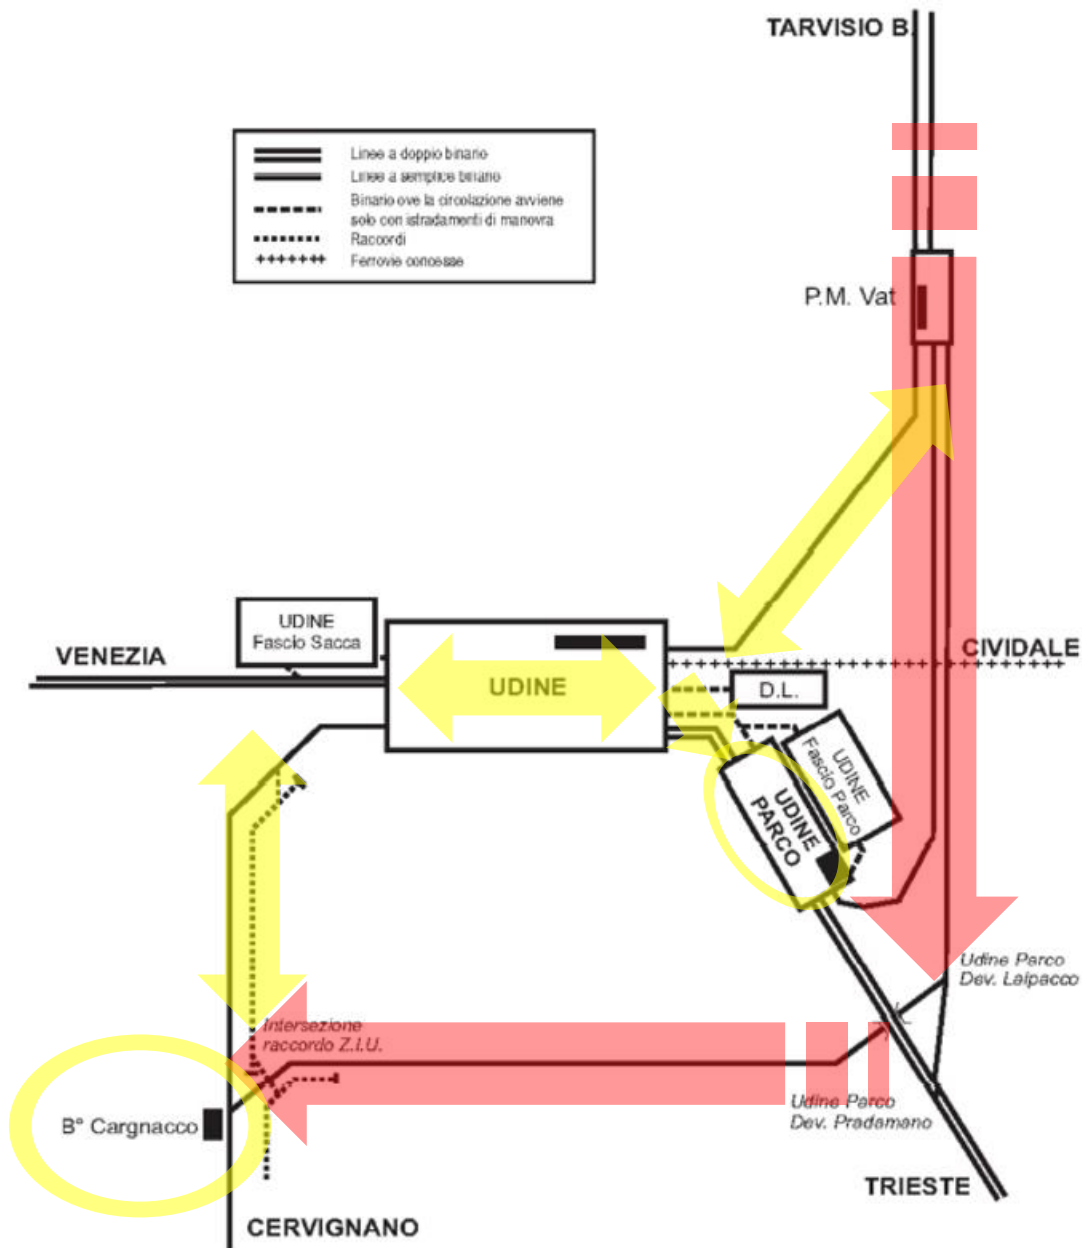 TARVISIO B.
Linee a doppio binario
Linee a semplice binario
Binario ove la circolazione avviene
solo con istradamenti di manovra
Raccordi
Ferrovie concesse
P.M. Vat
UDINE
Fascio Sacca
VENEZIA
UDINE
CIVIDALE
D.L.
UDINE
Fascio Parco
UDINE
PARCO
Udine Parco
Dev. Laipacco
Intersezione
raccordo Z.I.U.
B° Cargnacco
Udine Parco
Dev. Pradamano
TRIESTE
CERVIGNANO